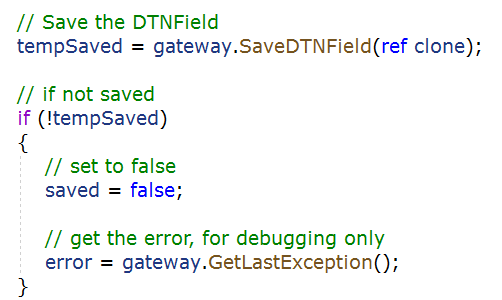 // Save the DTNField
tempSaved = gateway.SaveDTNField(ref clone);
// if not saved
if (!tempSaved)
{
// set to false
saved = false;
// get the error, for debugging only
error = gateway.GetLastException();
}